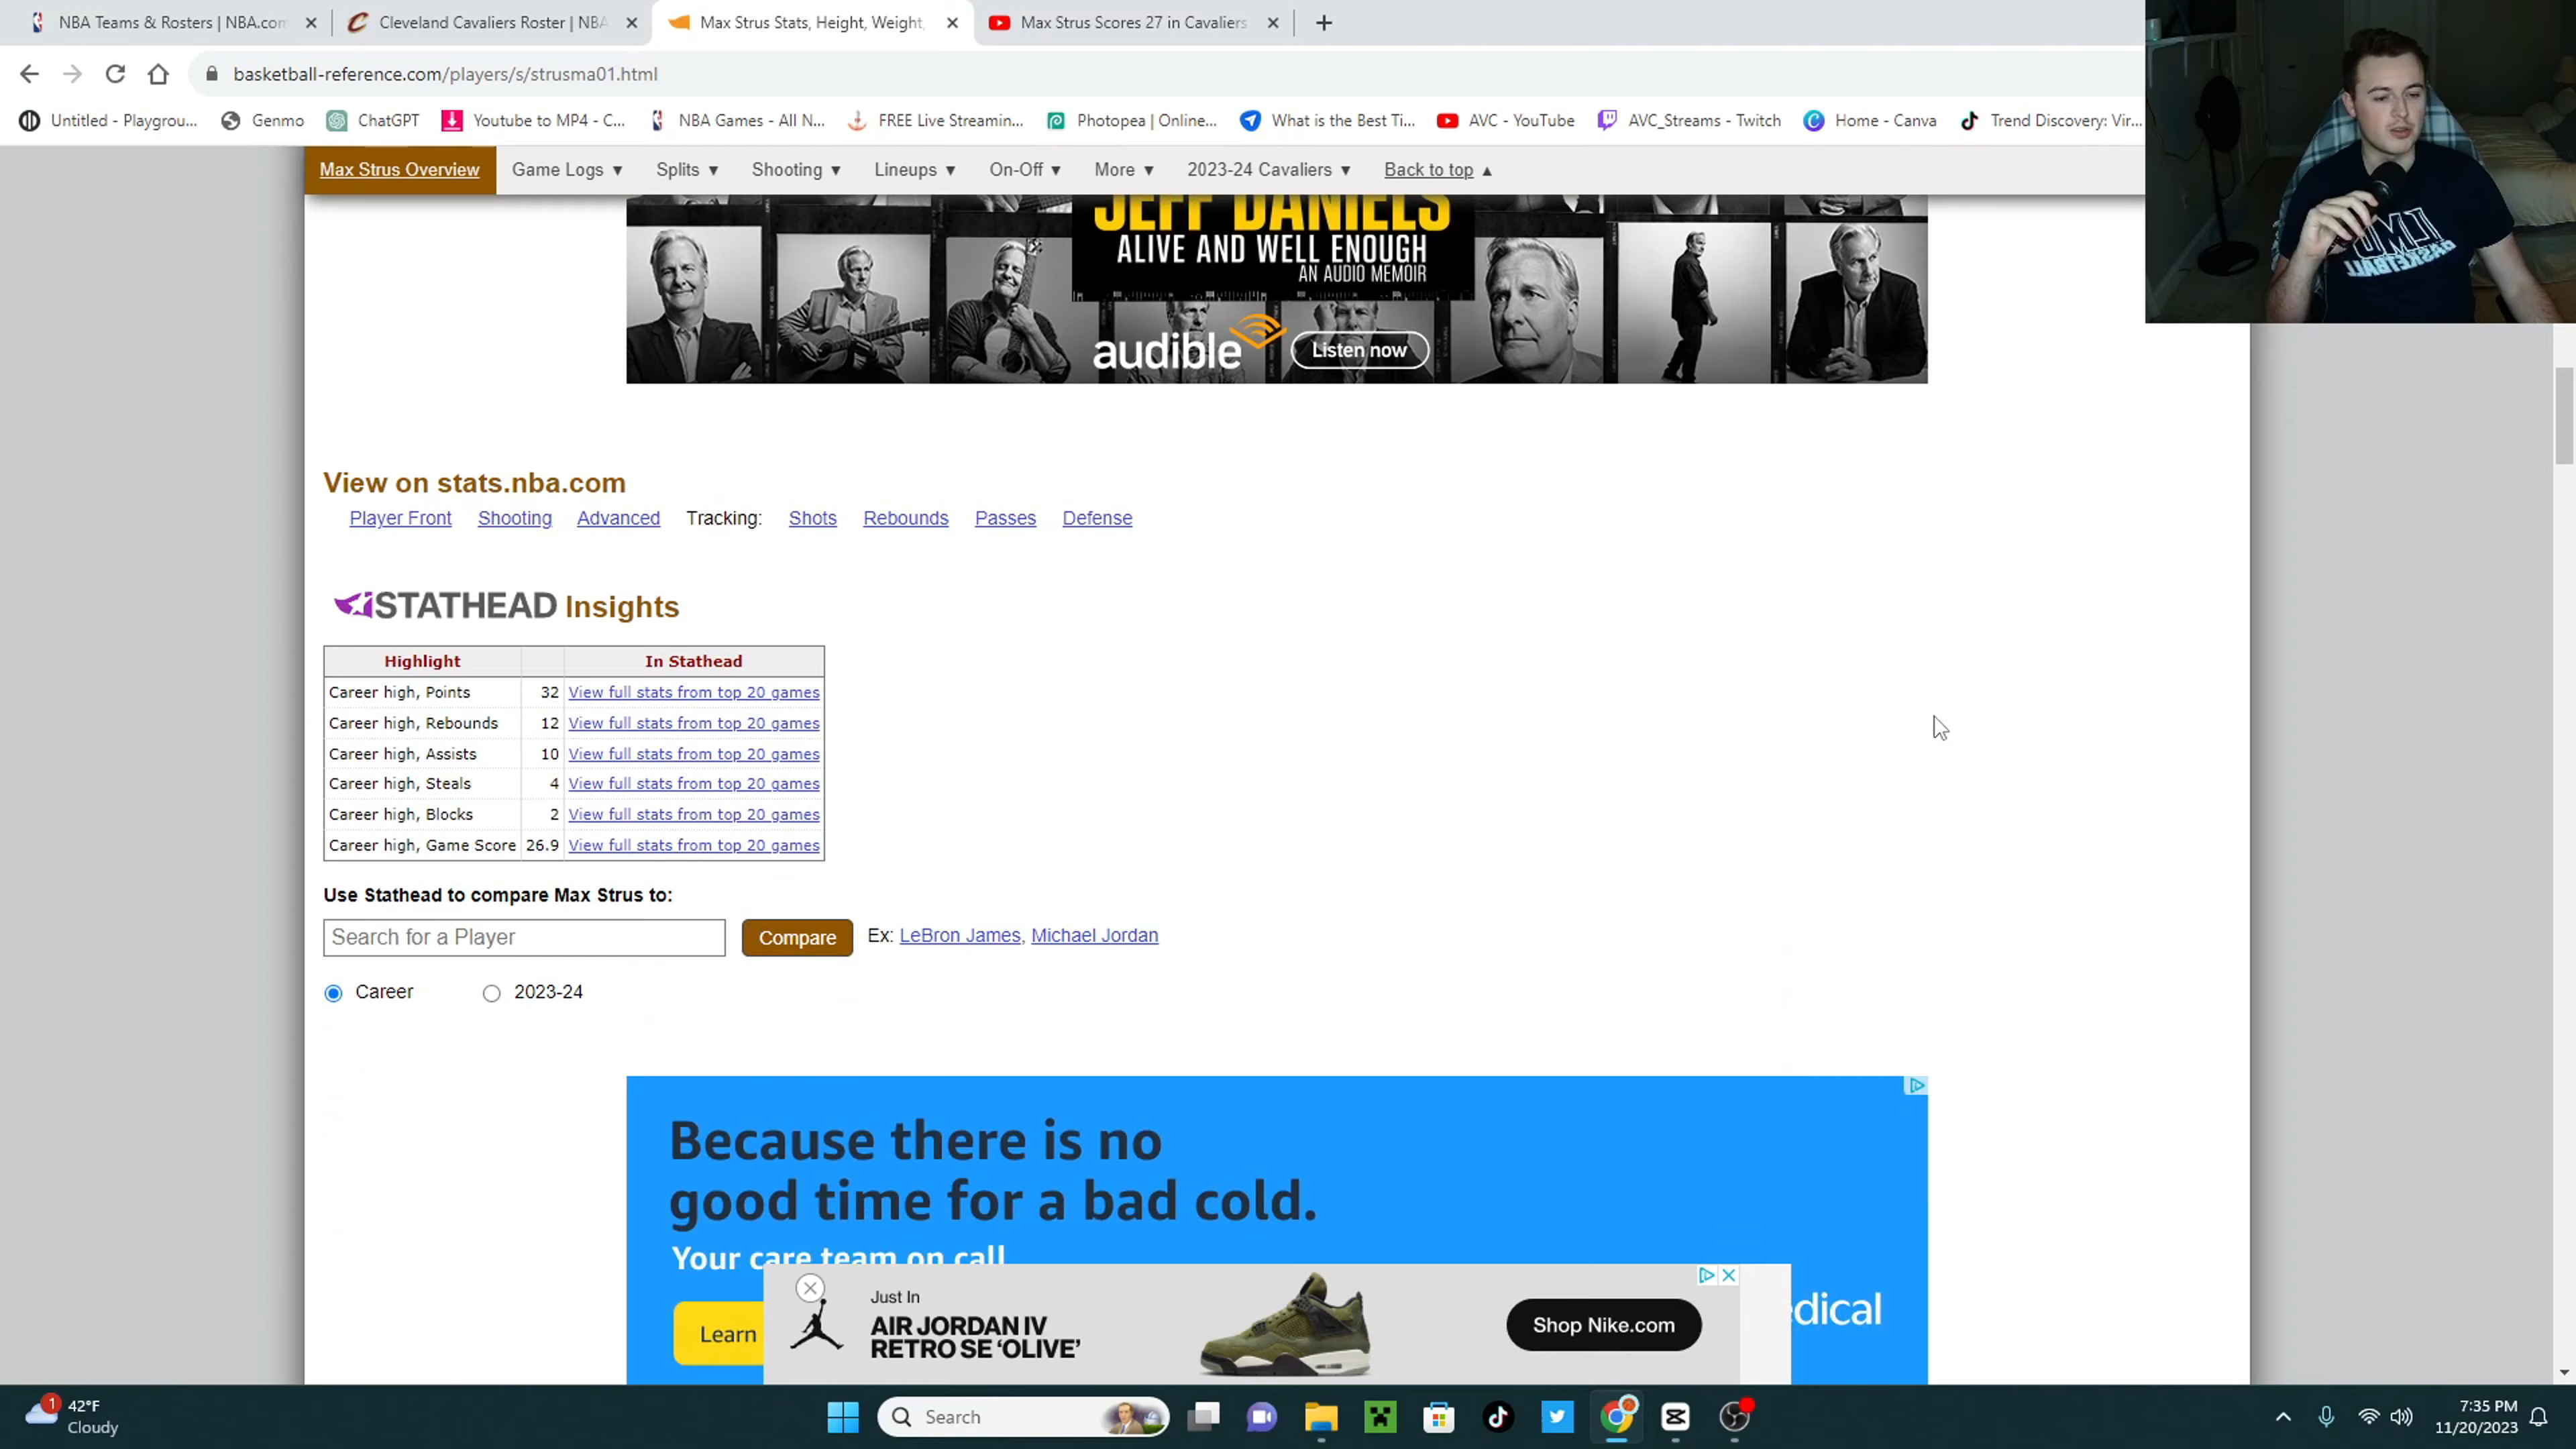 NBA Teams & Rosters | NBA.com
Cleveland Cavaliers Roster | NBA
Max Strus Stats, Height, Weight,
Max Strus Scores 27 in Cavaliers
basketball-reference.com/players/s/strusma01.html
Untitled - Playgrou...
Genmo
ChatGPT
Youtube to MP4 - C...
NBA Games - All N...
FREE Live Streamin...
Photopea | Online...
What is the Best Ti...
AVC - YouTube
AVC_Streams - Twitch
Home - Canva
Trend Discovery: Vir...
Max Strus Overview
Game Logs ▼
Splits ▼
Shooting ▼
Lineups ▼
On-Off ▼
More ▼
2023-24 Cavaliers ▼
Back to top ▲
JEFF DANIELS
ALIVE AND WELL ENOUGH
AN AUDIO MEMOIR
audible
Listen now
LMU
BASKETBALL
View on stats.nba.com
Player Front Shooting Advanced Tracking: Shots Rebounds Passes Defense
STATHEAD Insights
Highlight In Stathead
Career high, Points 32 View full stats from top 20 games
Career high, Rebounds 12 View full stats from top 20 games
Career high, Assists 10 View full stats from top 20 games
Career high, Steals 4 View full stats from top 20 games
Career high, Blocks 2 View full stats from top 20 games
Career high, Game Score 26.9 View full stats from top 20 games
Use Stathead to compare Max Strus to:
Search for a Player Compare Ex: LeBron James, Michael Jordan
Career 2023-24
Because there is no
good time for a bad cold.
Your care team on call
Learn
edical
Just In
AIR JORDAN IV
RETRO SE ‘OLIVE’
Shop Nike.com
1
42°F
Cloudy
Search
7:35 PM
11/20/2023